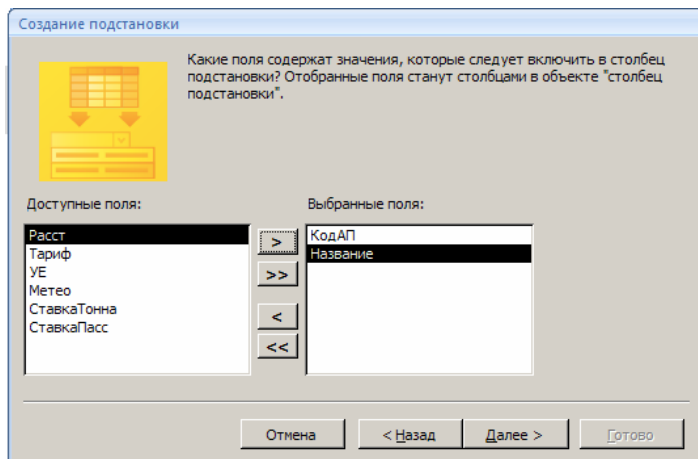 Создание подстановки
Какие поля содержат значения, которые следует включить в столбец
подстановки? Отобранные поля станут столбцами в объекте "столбец
подстановки".
Доступные поля:
Выбранные поля:
Расст
Тариф
УЕ
Метео
СтавкаТонна
СтавкаПасс
>
>>
<
<<
КодАП
Название
Отмена
< Назад
Далее >
Готово